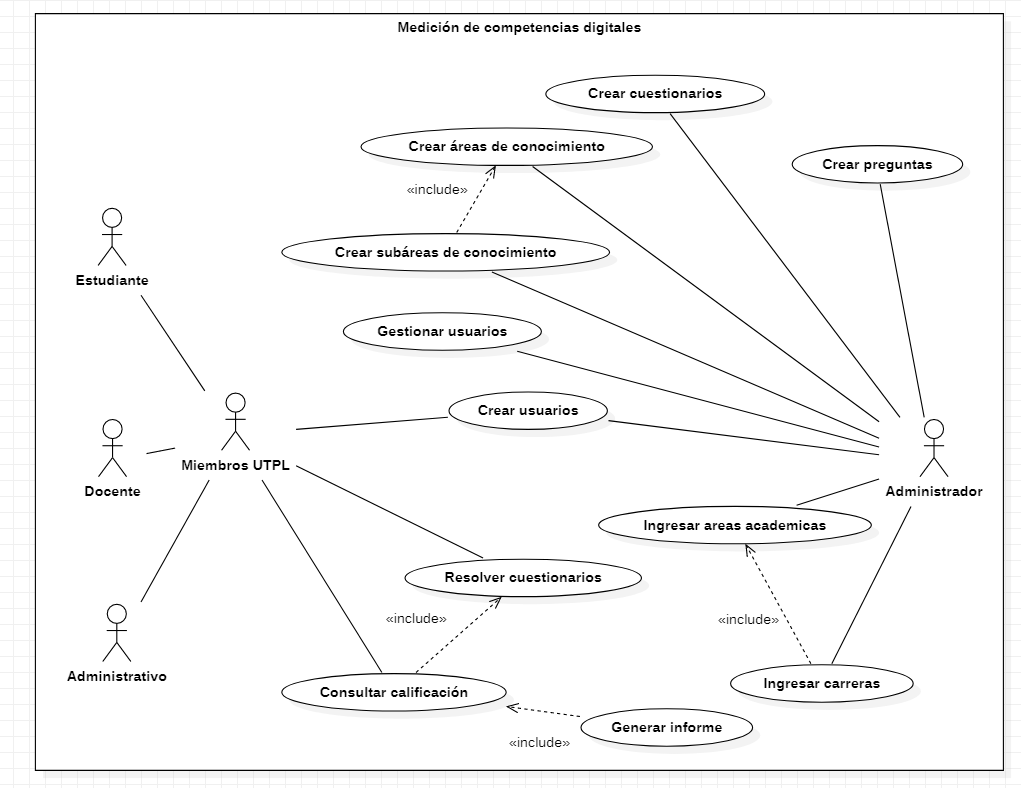 Medición de competencias digitales
Crear cuestionarios
Crear áreas de conocimiento
Crear preguntas
«include»
Crear subáreas de conocimiento
Estudiante
Gestionar usuarios
Crear usuarios
Miembros UTPL
Docente
Administrador
Ingresar areas academicas
Resolver cuestionarios
«include»
«include»
Administrativo
Ingresar carreras
Consultar calificación
Generar informe
«include»